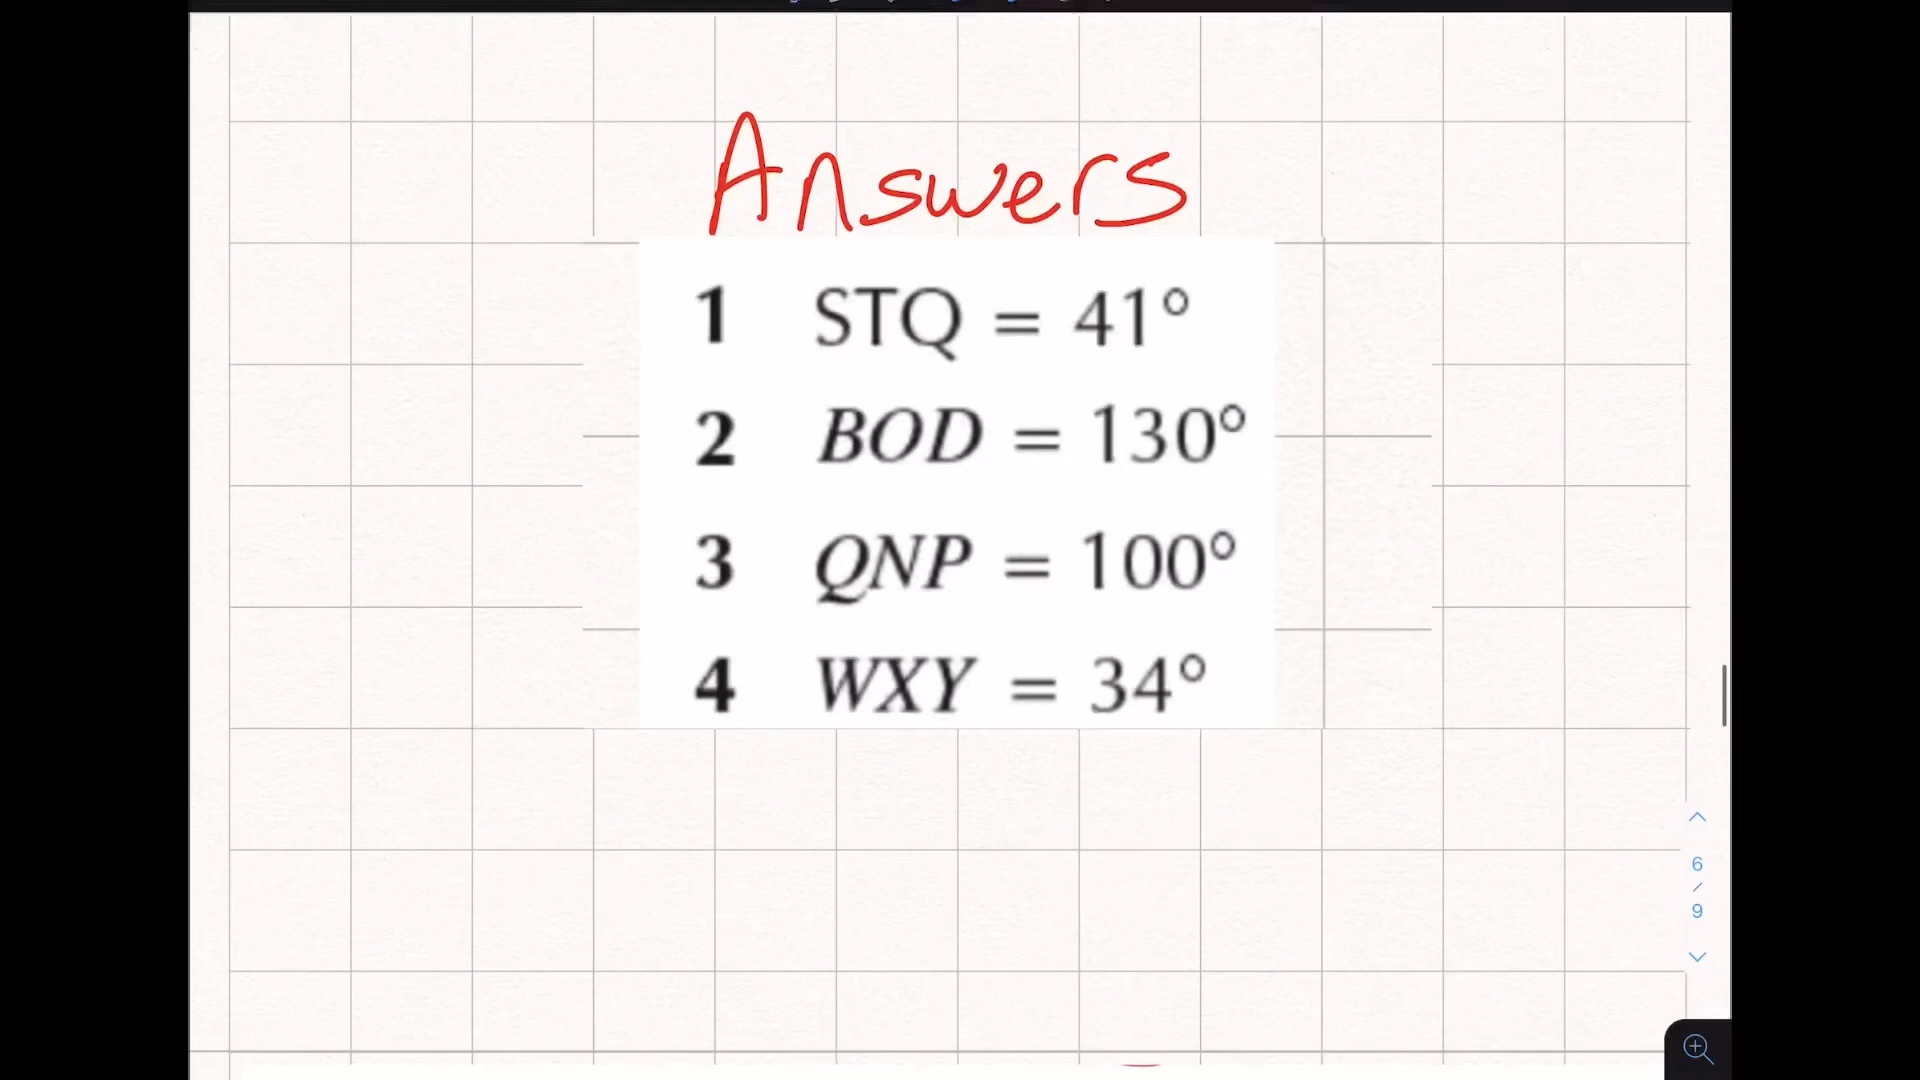 Answers
1 STQ = 41°
2 BOD = 130°
3 QNP = 100°
4 WXY = 34°
6
/
9